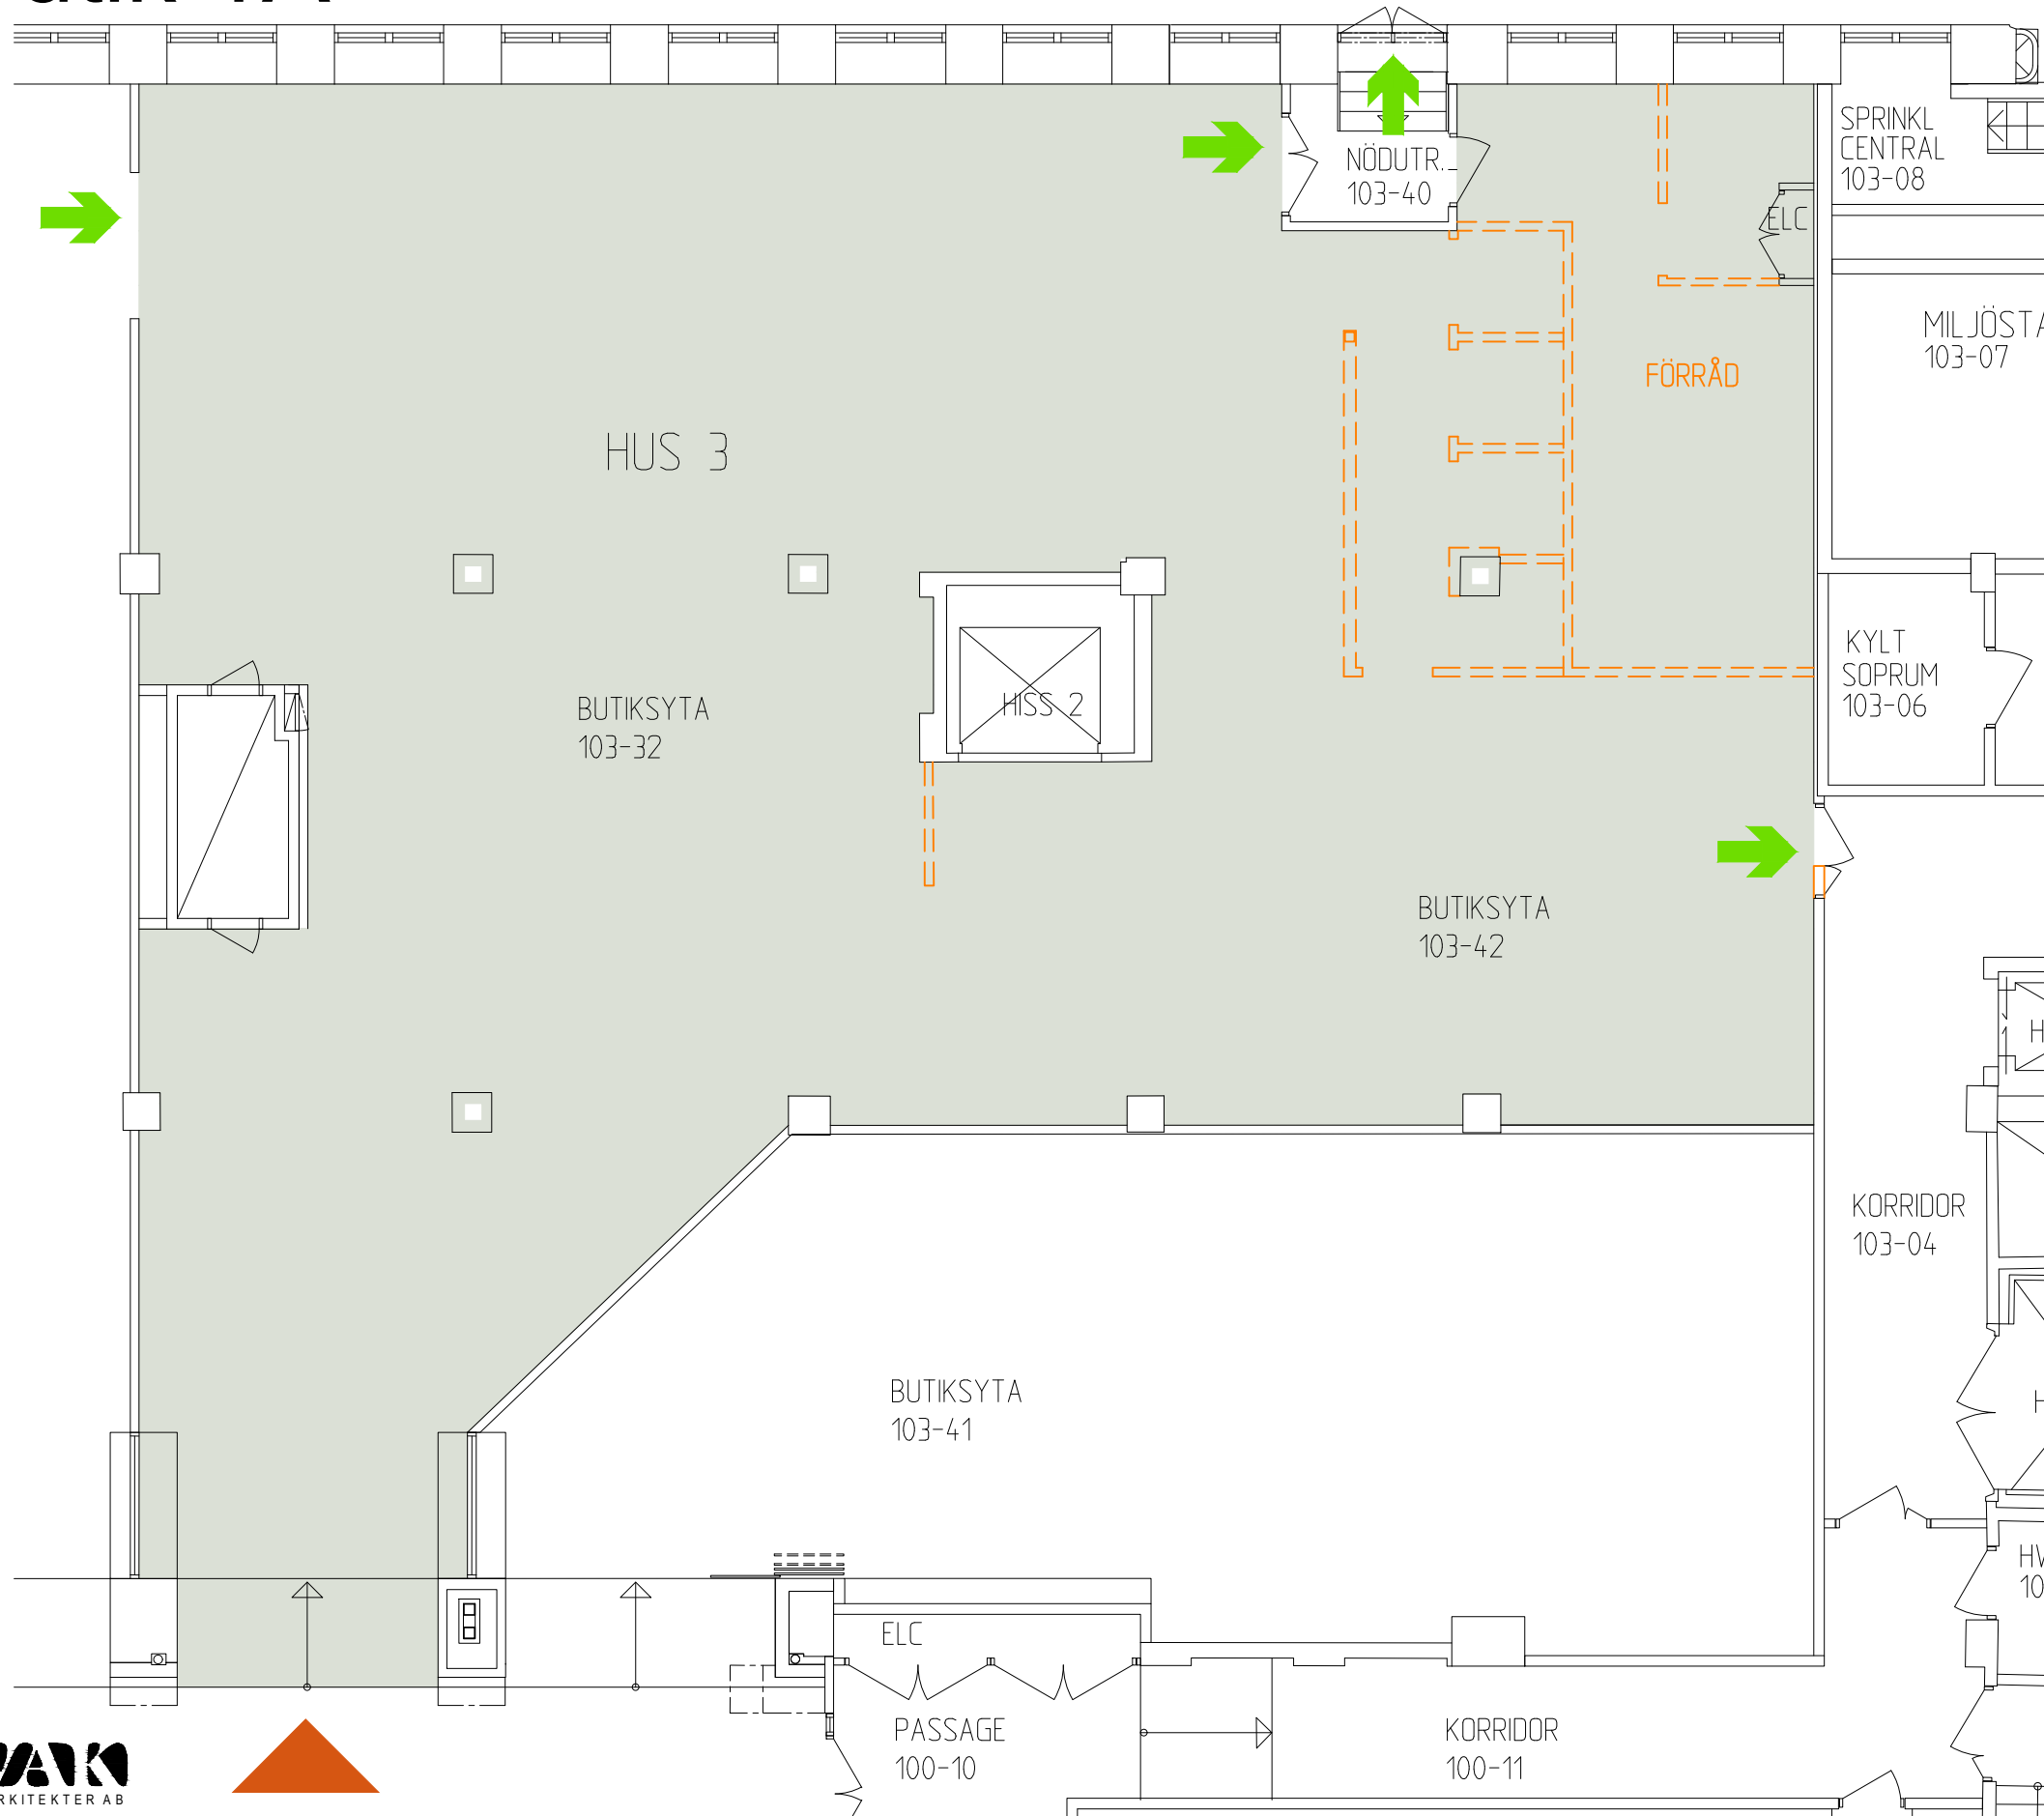 SPRINKL
CENTRAL
103-08
NÖDUTR.
103-40
ELC
MILJÖSTA
103-07
FÖRRÅD
HUS 3
KYLT
SOPRUM
103-06
HISS 2
BUTIKSYTA
103-32
BUTIKSYTA
103-42
KORRIDOR
103-04
BUTIKSYTA
103-41
ELC
PASSAGE
100-10
KORRIDOR
100-11